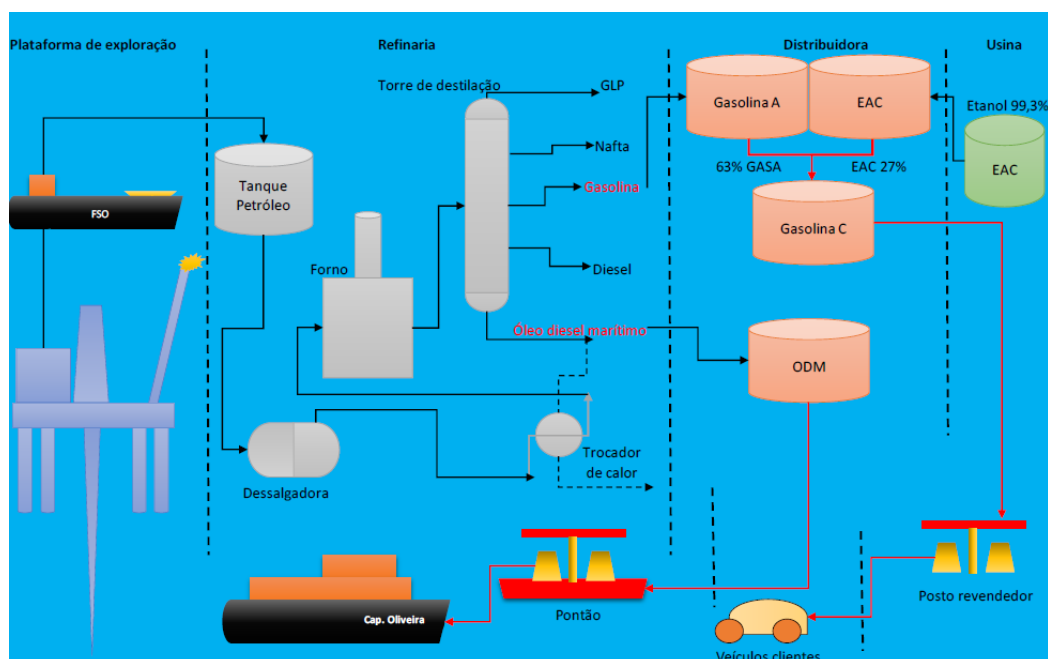 Plataforma de exploração
Refinaria
Distribuidora
Usina
Torre de destilação
GLP
Gasolina A
EAC
Etanol 99,3%
Nafta
Tanque
Petróleo
63% GASA
EAC 27%
EAC
Gasolina
FSO
Gasolina C
Forno
Diesel
Óleo diesel marítimo
ODM
Trocador
de calor
Dessalgadora
Posto revendedor
Cap. Oliveira
Pontão
Veículos clientes